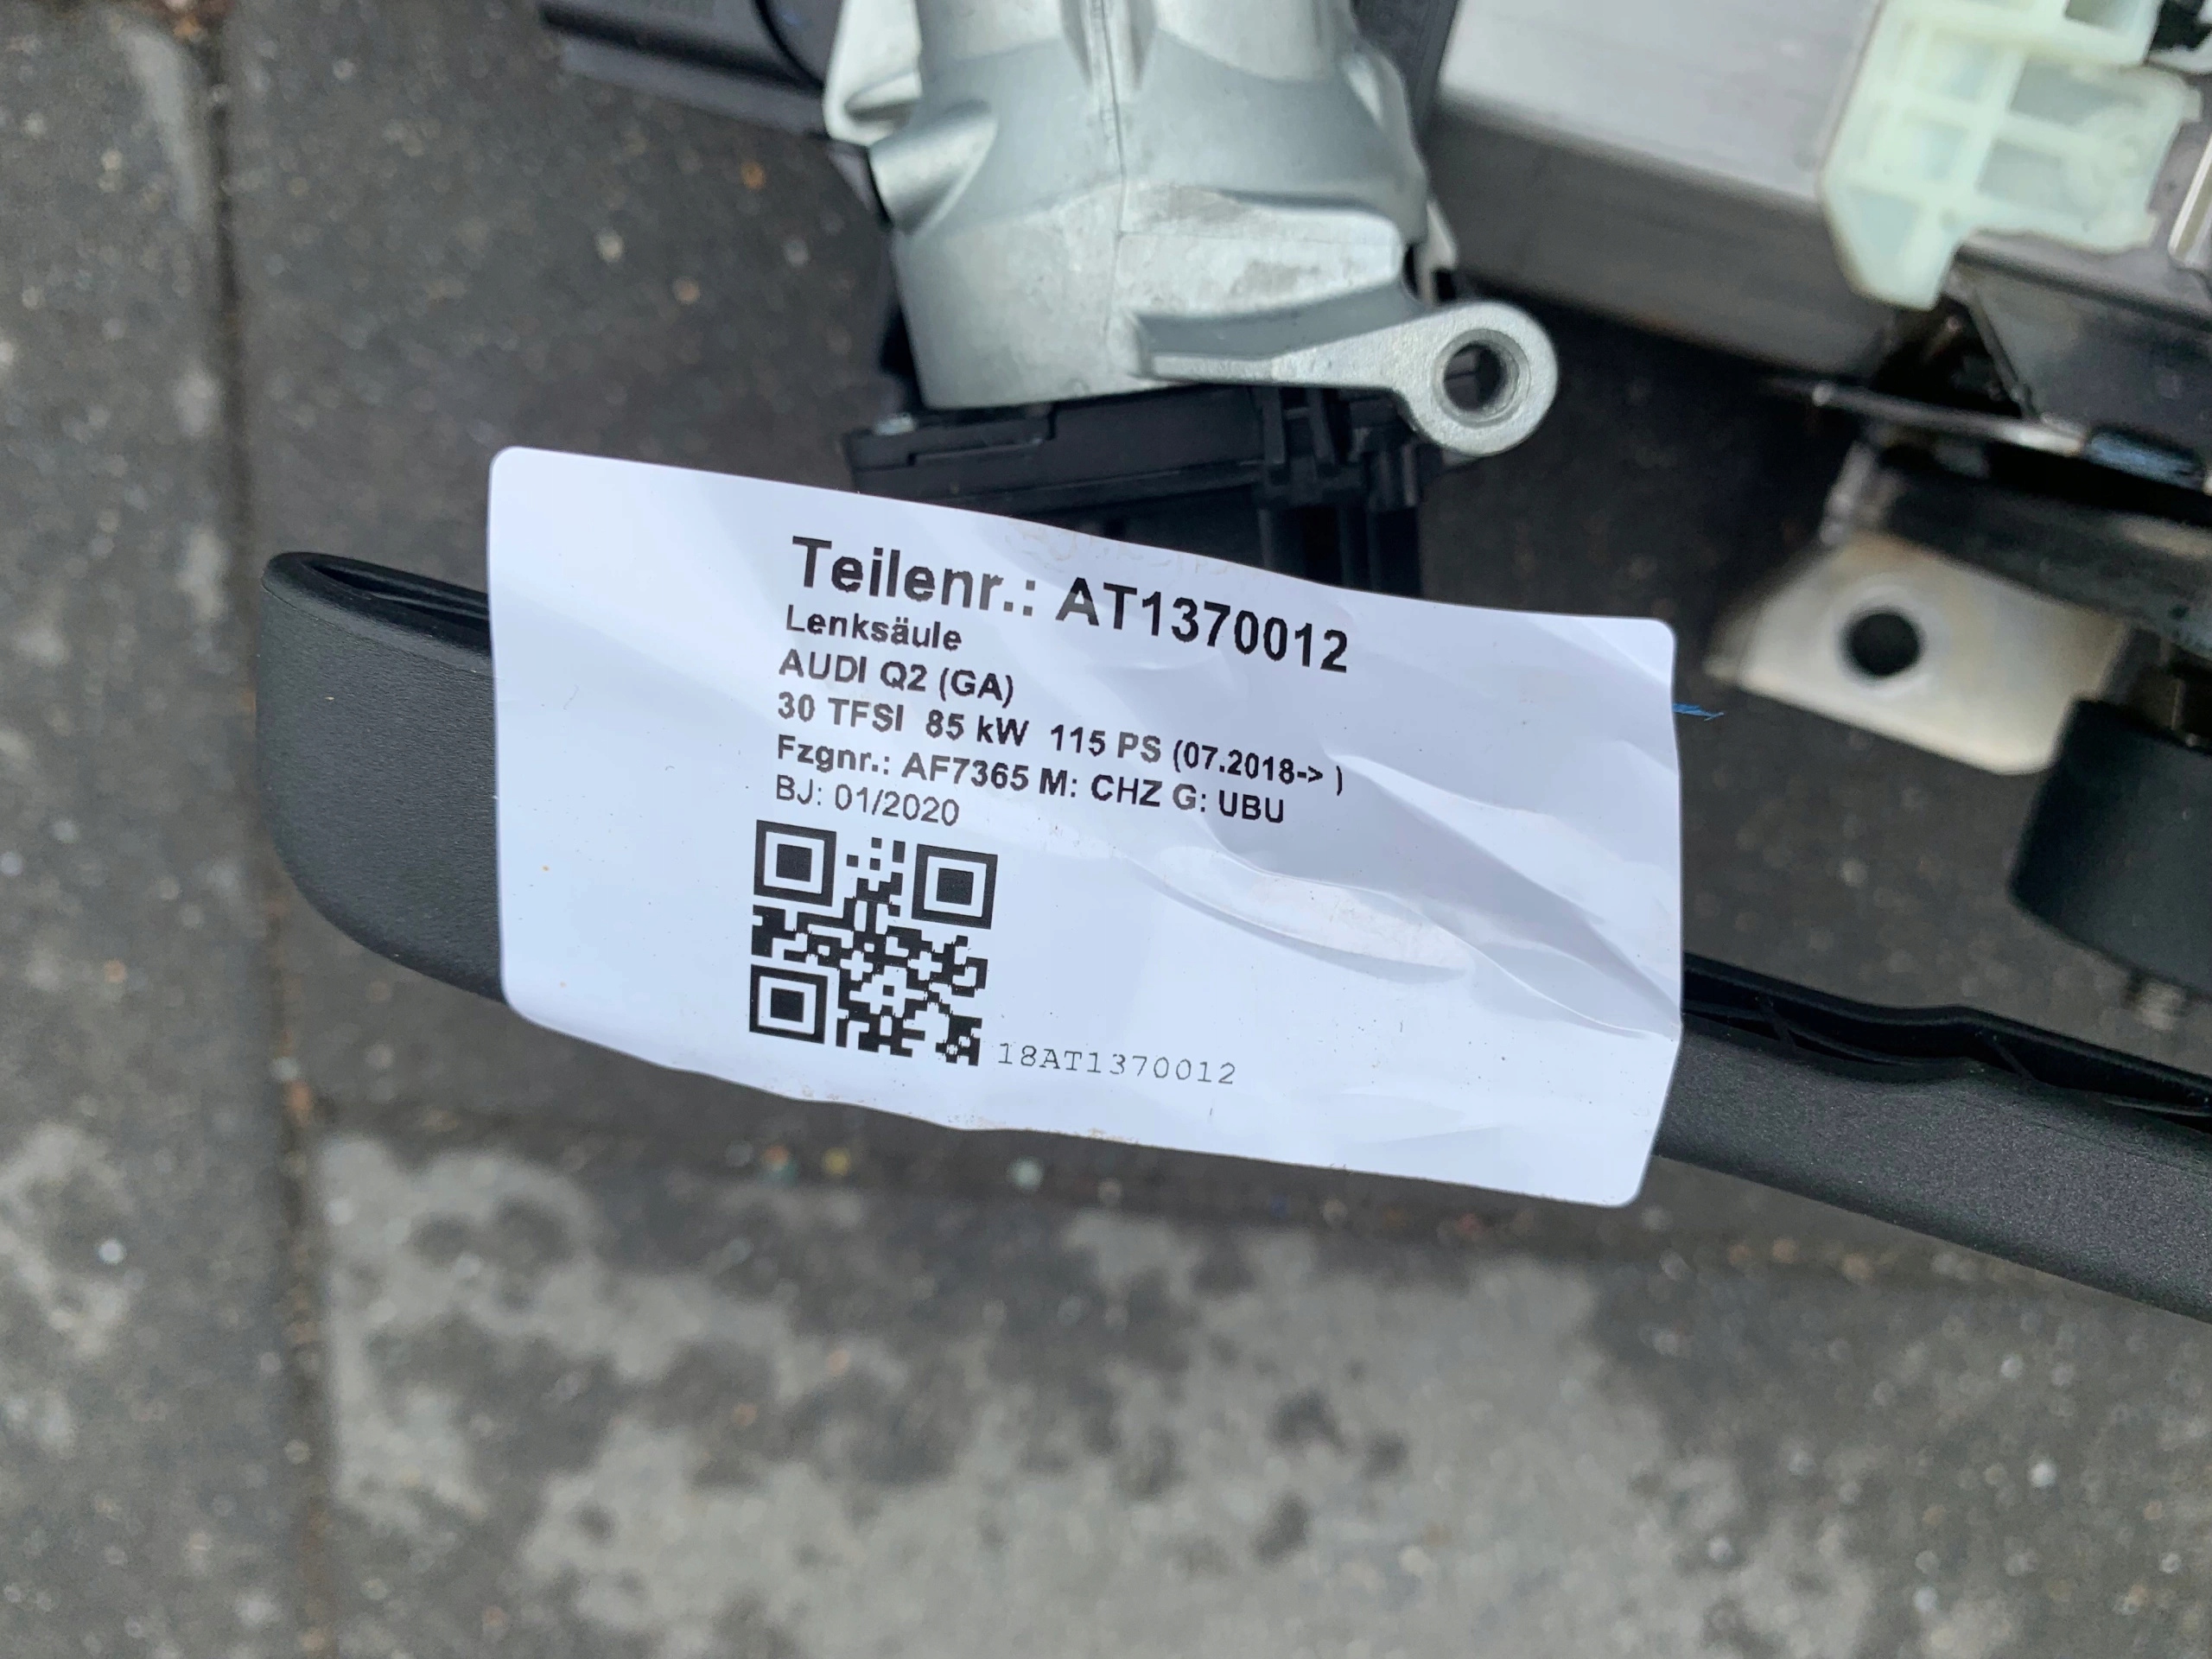 Teilenr.: AT1370012
Lenksäule
AUDI Q2 (GA)
30 TFSI 85 kW 115 PS (07.2018-> )
Fzgnr.: AF7365 M: CHZ G: UBU
BJ: 01/2020
18AT1370012